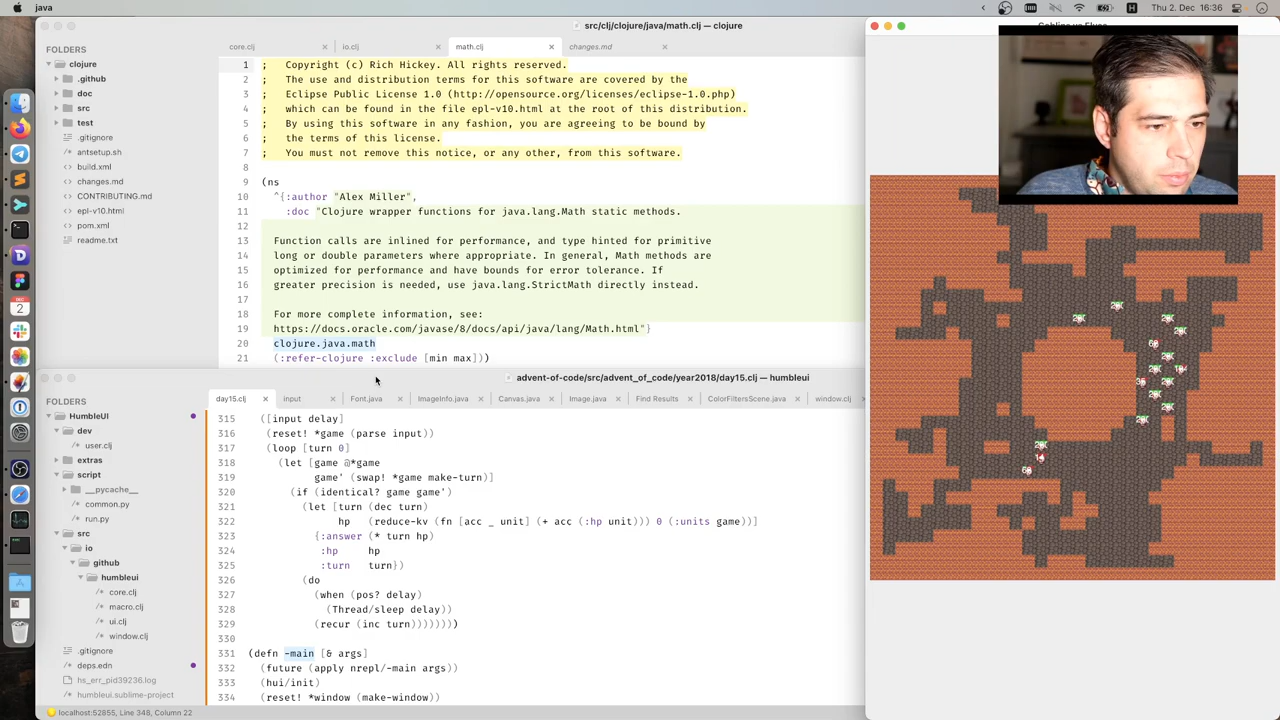 java
Thu 2. Dec 16:36
src/clj/clojure/java/math.clj — clojure
FOLDERS
clojure
.github
doc
src
test
.gitignore
antsetup.sh
build.xml
changes.md
CONTRIBUTING.md
epl-v10.html
pom.xml
readme.txt
core.clj
io.clj
math.clj
changes.md
1 ;   Copyright (c) Rich Hickey. All rights reserved.
2 ;   The use and distribution terms for this software are covered by the
3 ;   Eclipse Public License 1.0 (http://opensource.org/licenses/eclipse-1.0.php)
4 ;   which can be found in the file epl-v10.html at the root of this distribution.
5 ;   By using this software in any fashion, you are agreeing to be bound by
6 ;   the terms of this license.
7 ;   You must not remove this notice, or any other, from this software.
8
9 (ns
10   ^{:author "Alex Miller",
11     :doc "Clojure wrapper functions for java.lang.Math static methods.
12
13   Function calls are inlined for performance, and type hinted for primitive
14   long or double parameters where appropriate. In general, Math methods are
15   optimized for performance and have bounds for error tolerance. If
16   greater precision is needed, use java.lang.StrictMath directly instead.
17
18   For more complete information, see:
19   https://docs.oracle.com/javase/8/docs/api/java/lang/Math.html"}
20   clojure.java.math
21   (:refer-clojure :exclude [min max]))
advent-of-code/src/advent_of_code/year2018/day15.clj — humbleui
FOLDERS
HumbleUI
dev
user.clj
extras
script
__pycache__
common.py
run.py
src
io
github
humbleui
core.clj
macro.clj
ui.clj
window.clj
.gitignore
deps.edn
hs_err_pid39236.log
humbleui.sublime-project
day15.clj
input
Font.java
ImageInfo.java
Canvas.java
Image.java
Find Results
ColorFiltersScene.java
window.clj
315   ([input delay]
316    (reset! *game (parse input))
317    (loop [turn 0]
318      (let [game @*game
319            game' (swap! *game make-turn)]
320        (if (identical? game game')
321          (let [turn (dec turn)
322                hp   (reduce-kv (fn [acc _ unit] (+ acc (:hp unit))) 0 (:units game))]
323            {:answer (* turn hp)
324             :hp     hp
325             :turn   turn})
326          (do
327            (when (pos? delay)
328              (Thread/sleep delay))
329            (recur (inc turn)))))))
330
331 (defn -main [& args]
332   (future (apply nrepl/-main args))
333   (hui/init)
334   (reset! *window (make-window))
localhost:52855, Line 348, Column 22